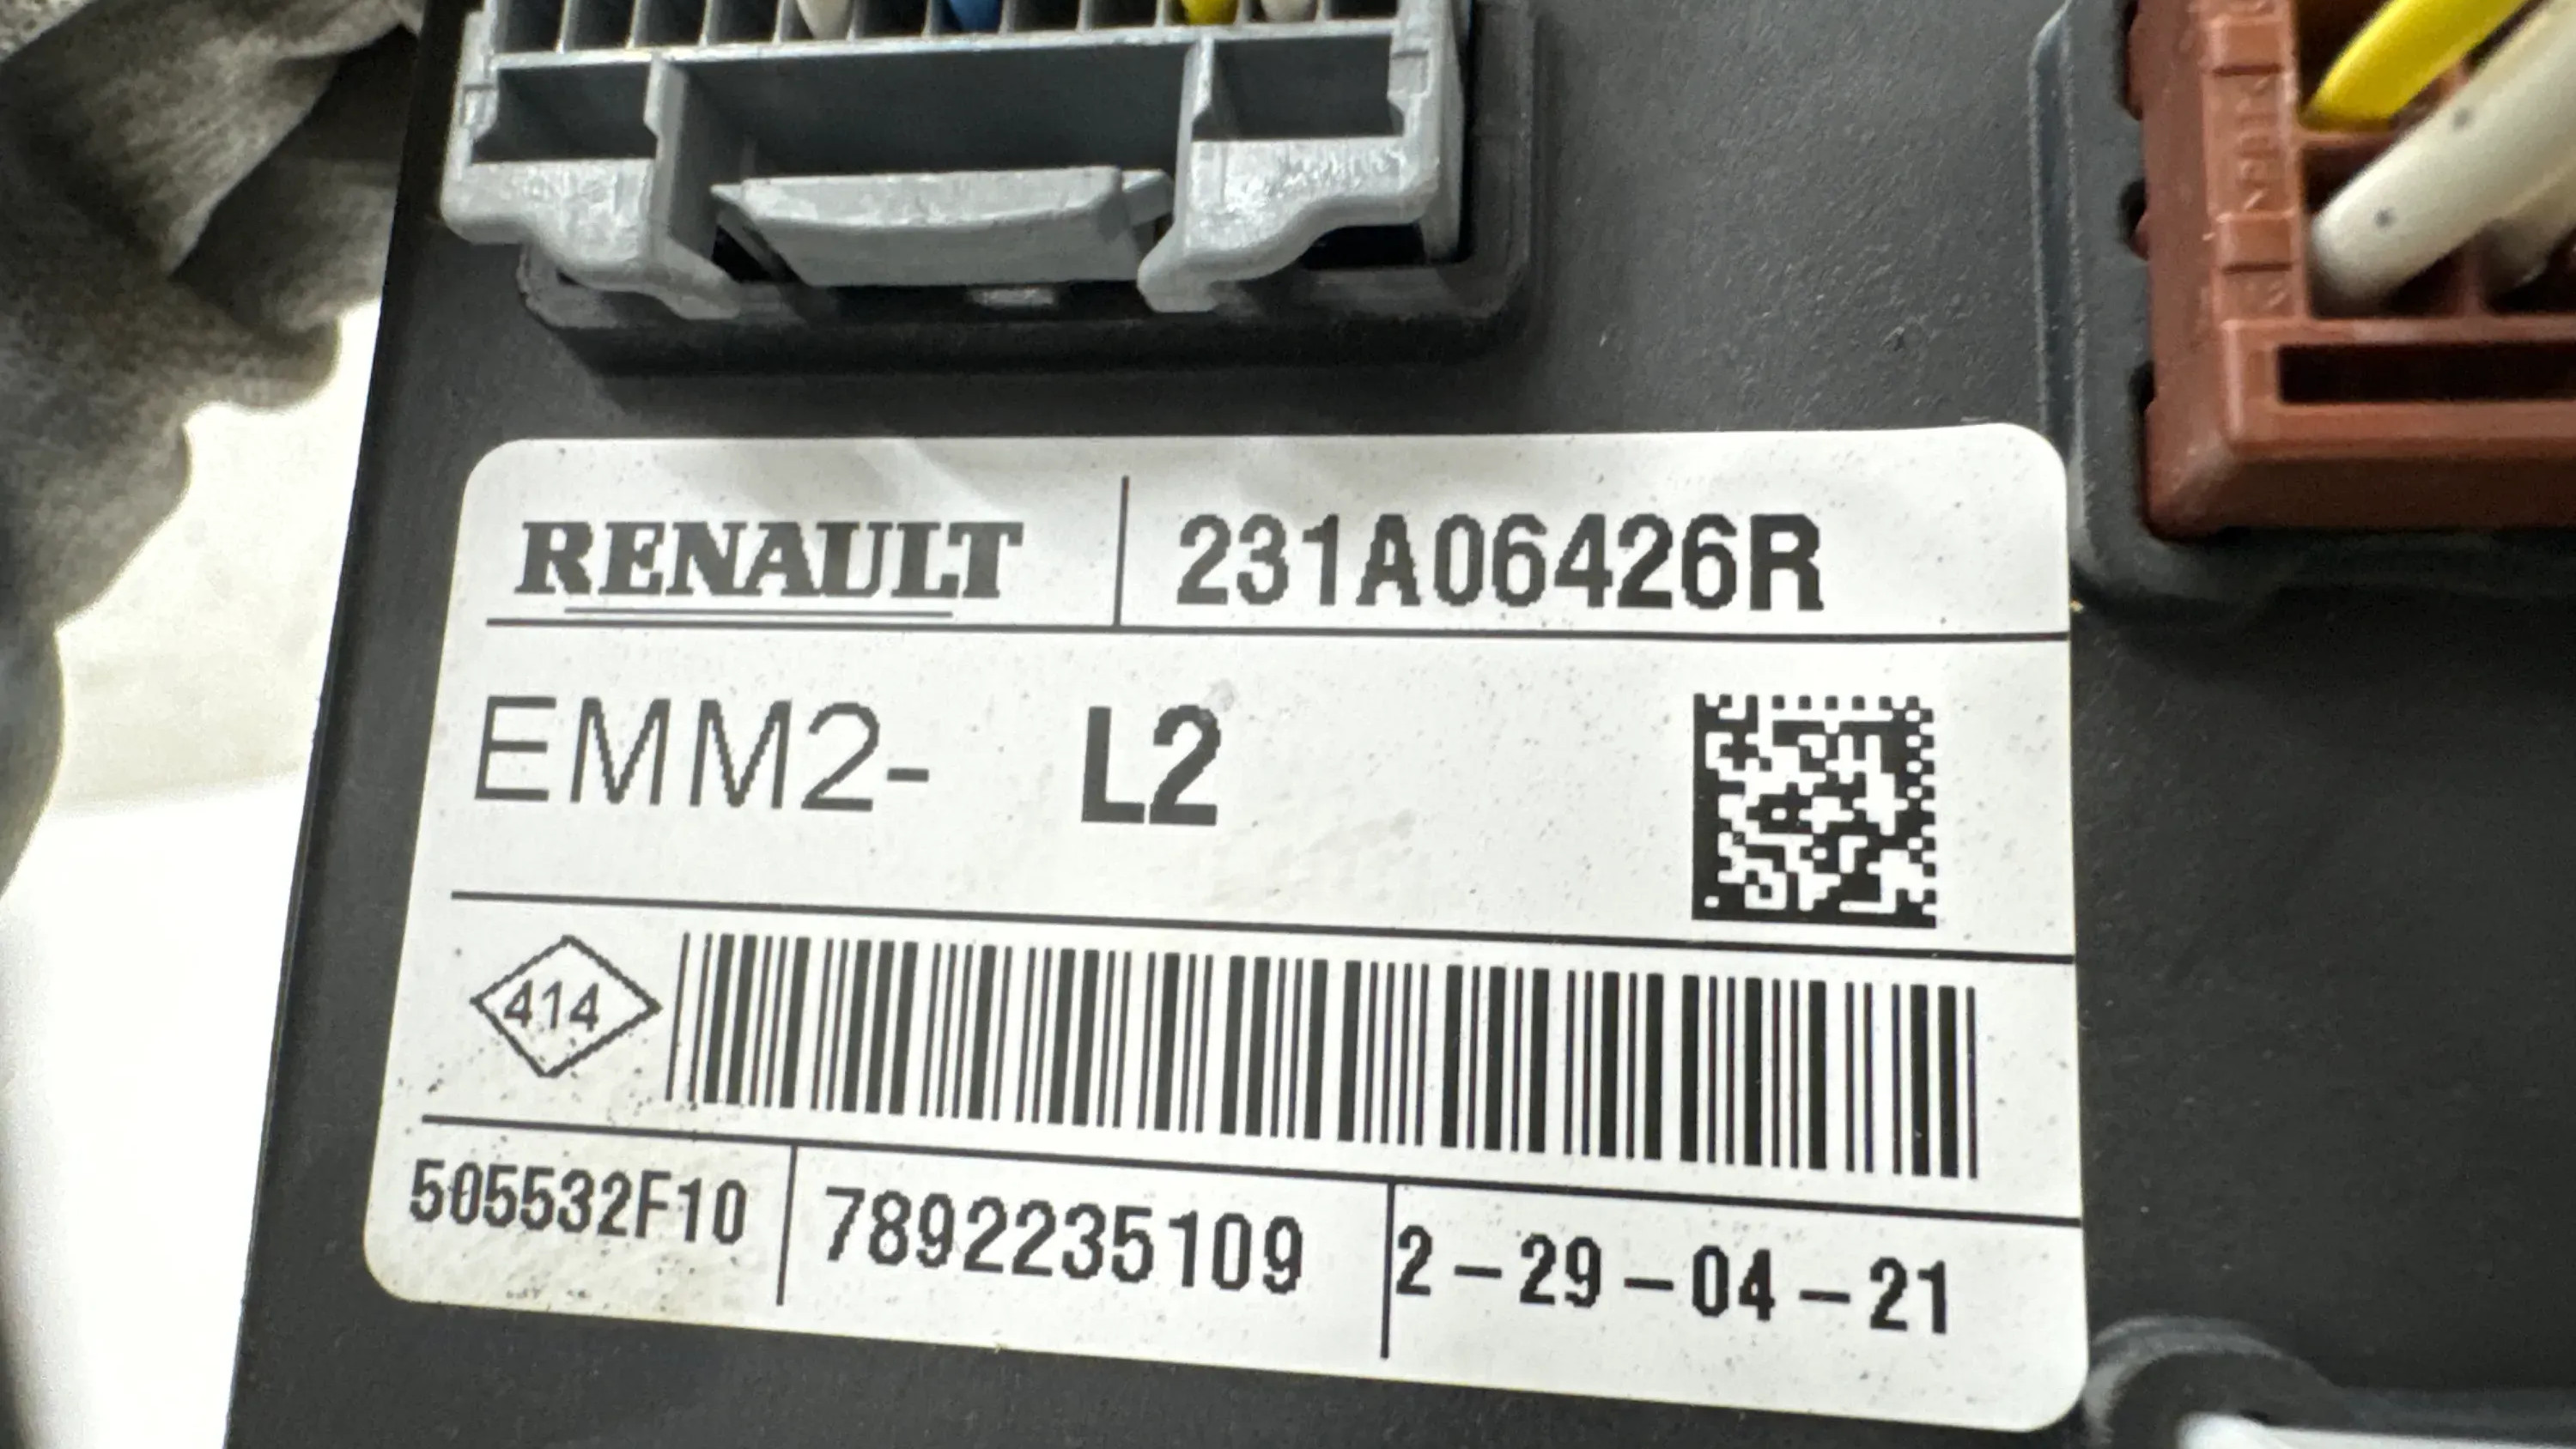 RENAULT 231A06426R
EMM2- L2
414
505532F10 7892235109 2-29-04-21